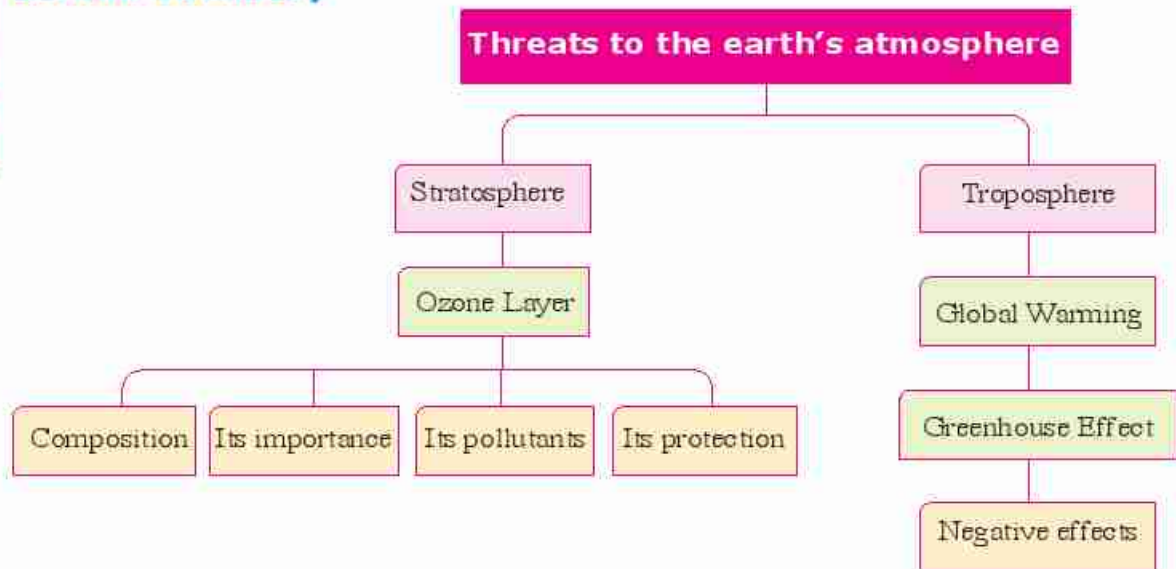 Threats to the earth's atmosphere
Stratosphere
Troposphere
Ozone Layer
Global Warming
Composition
Its importance
Its pollutants
Its protection
Greenhouse Effect
Negative effects